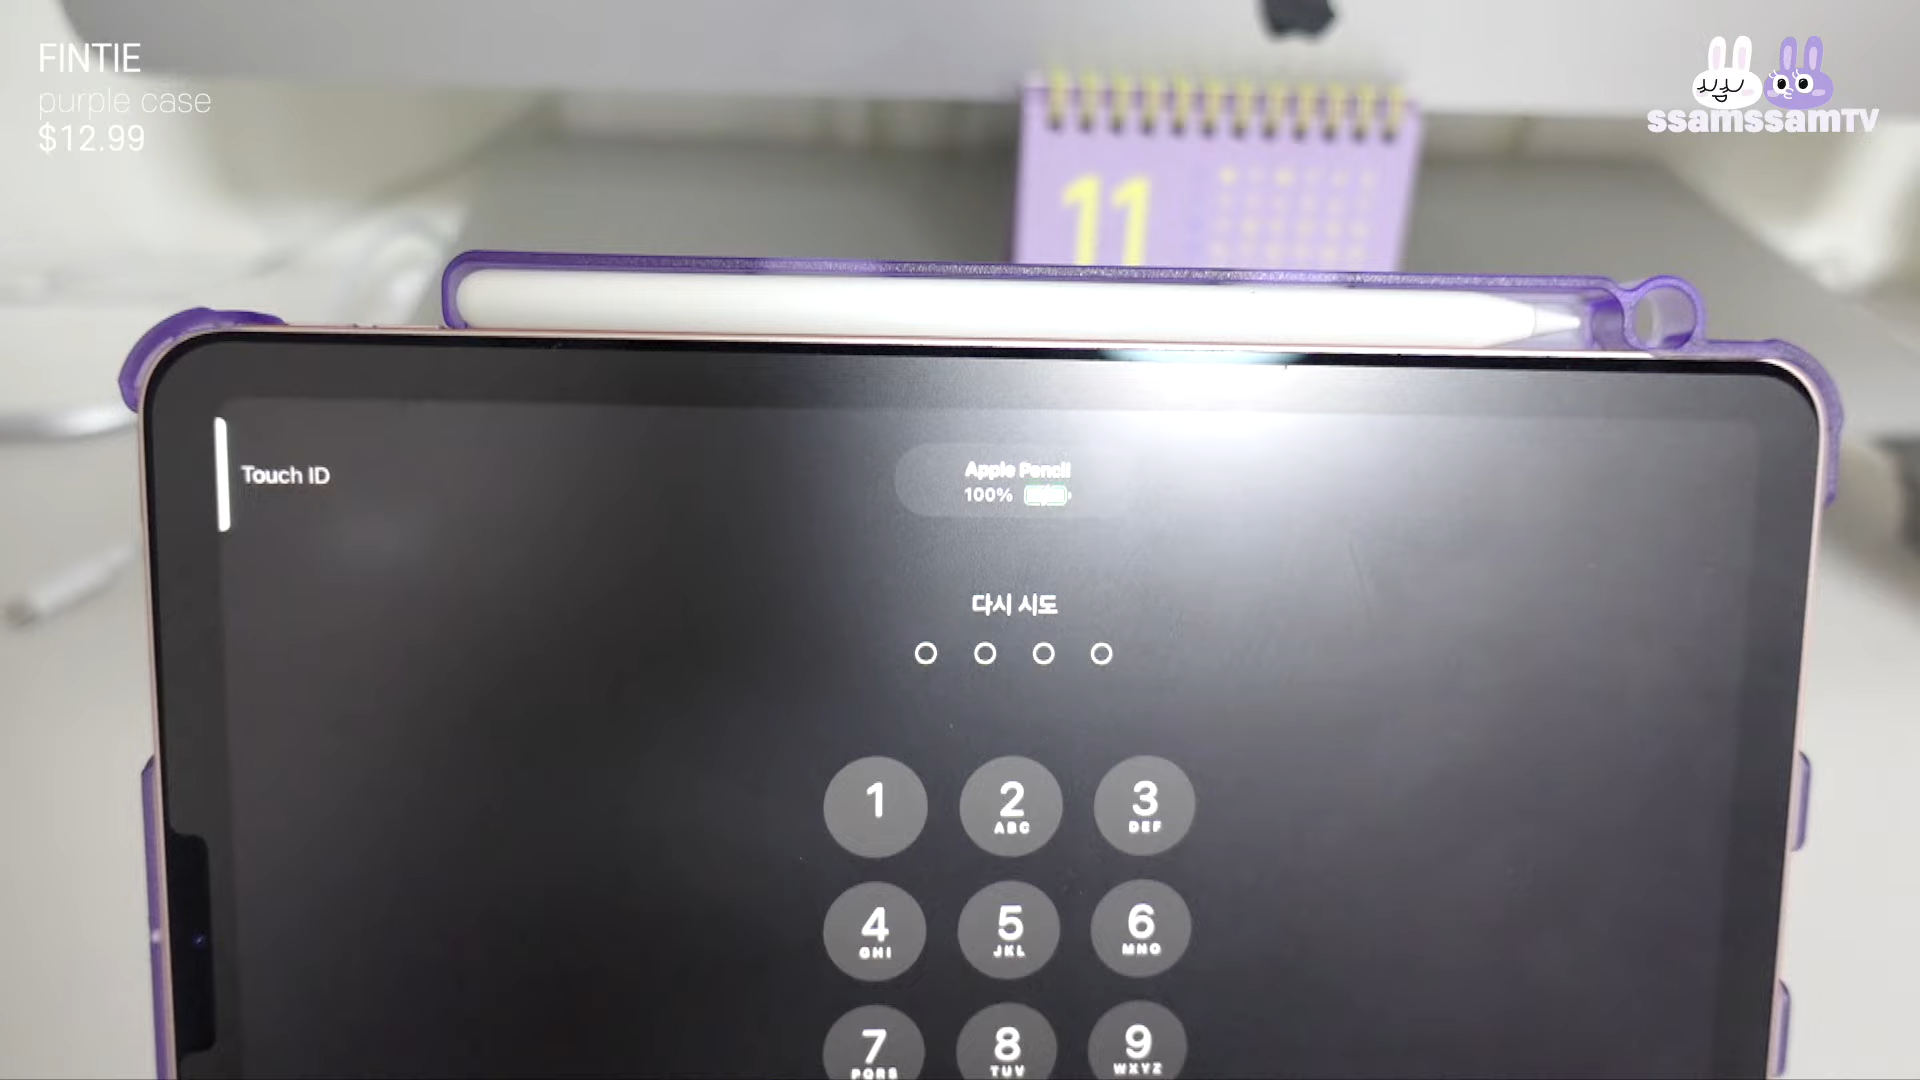 FINTIE
purple case
$12.99
ssamssamTV
11
Touch ID
Apple Pencil
100%
다시 시도
1
2
ABC
3
DEF
4
GHI
5
JKL
6
MNO
7
PQRS
8
TUV
9
WXYZ